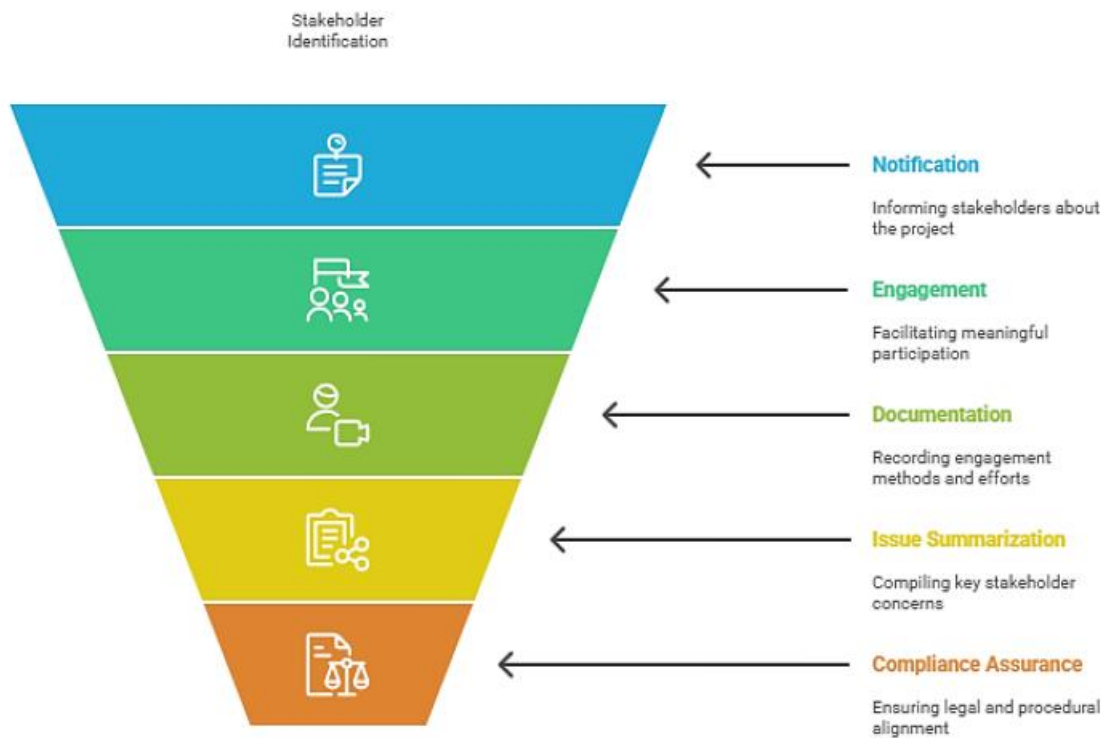 Stakeholder
Identification
Notification
Informing stakeholders about
the project
Engagement
Facilitating meaningful
participation
Documentation
Recording engagement
methods and efforts
Issue Summarization
Compiling key stakeholder
concerns
Compliance Assurance
Ensuring legal and procedural
alignment